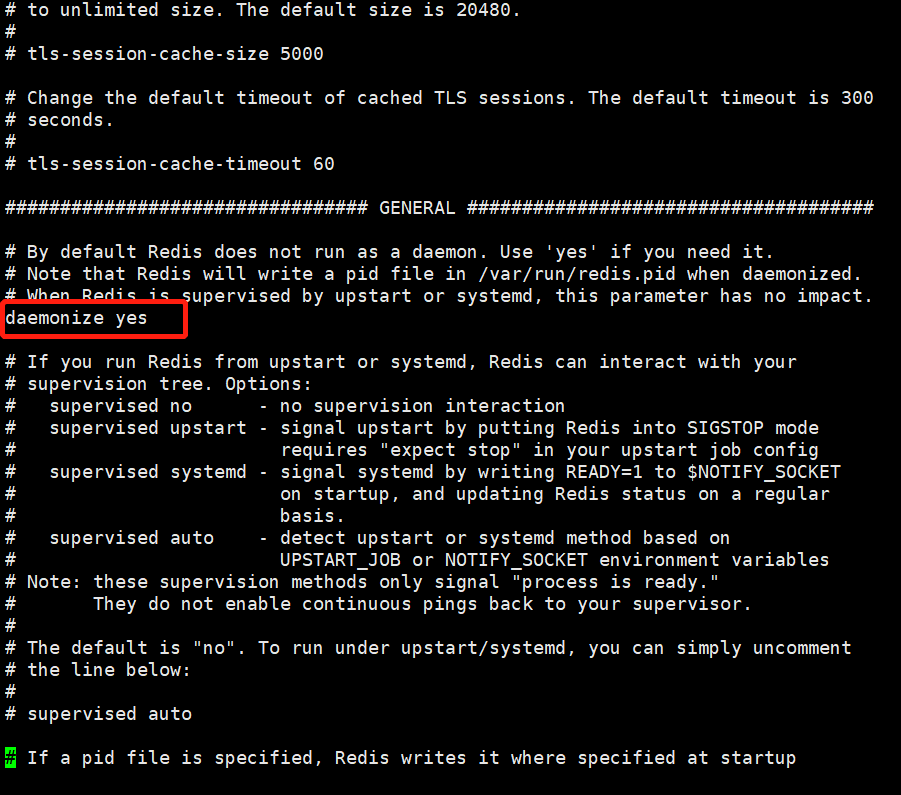 # to unlimited size. The default size is 20480.
#
# tls-session-cache-size 5000

# Change the default timeout of cached TLS sessions. The default timeout is 300
# seconds.
#
# tls-session-cache-timeout 60

################################# GENERAL #####################################

# By default Redis does not run as a daemon. Use 'yes' if you need it.
# Note that Redis will write a pid file in /var/run/redis.pid when daemonized.
# When Redis is supervised by upstart or systemd, this parameter has no impact.
daemonize yes

# If you run Redis from upstart or systemd, Redis can interact with your
# supervision tree. Options:
#   supervised no      - no supervision interaction
#   supervised upstart - signal upstart by putting Redis into SIGSTOP mode
#                        requires "expect stop" in your upstart job config
#   supervised systemd - signal systemd by writing READY=1 to $NOTIFY_SOCKET
#                        on startup, and updating Redis status on a regular
#                        basis.
#   supervised auto    - detect upstart or systemd method based on
#                        UPSTART_JOB or NOTIFY_SOCKET environment variables
# Note: these supervision methods only signal "process is ready."
#       They do not enable continuous pings back to your supervisor.
#
# The default is "no". To run under upstart/systemd, you can simply uncomment
# the line below:
#
# supervised auto

# If a pid file is specified, Redis writes it where specified at startup